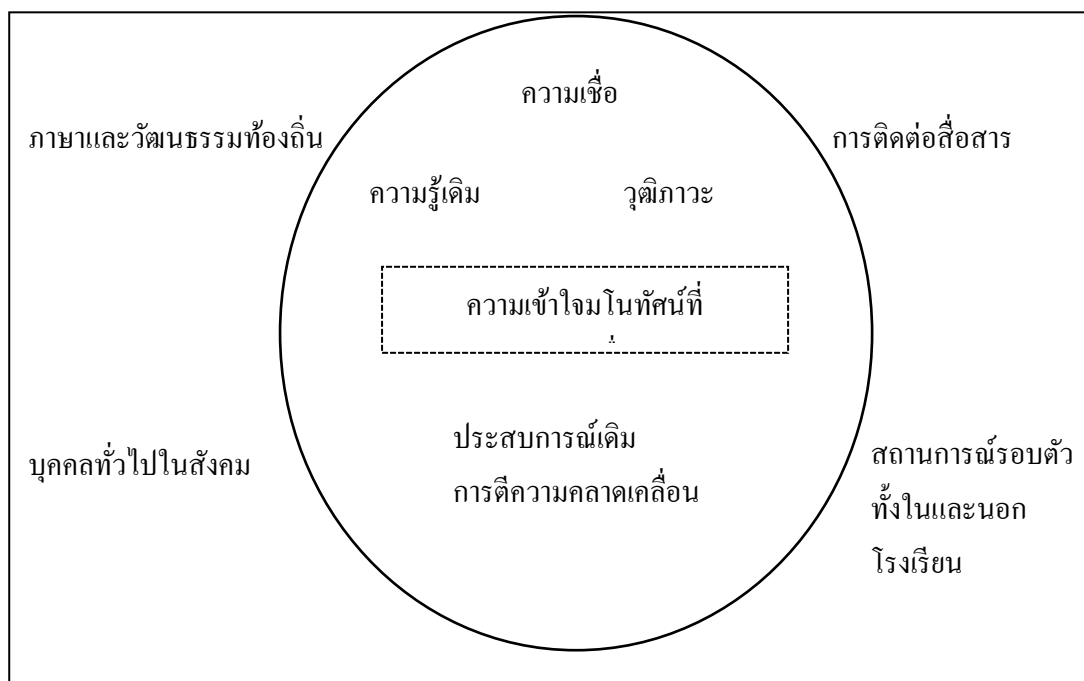 ความเชื่อ
ภาษาและวัฒนธรรมท้องถิ่น
การติดต่อสื่อสาร
ความรู้เดิม
วุฒิภาวะ
ความเข้าใจมโนทัศน์ที่
ประสบการณ์เดิม
การตีความคลาดเคลื่อน
บุคคลทั่วไปในสังคม
สถานการณ์รอบตัว
ทั้งในและนอก
โรงเรียน